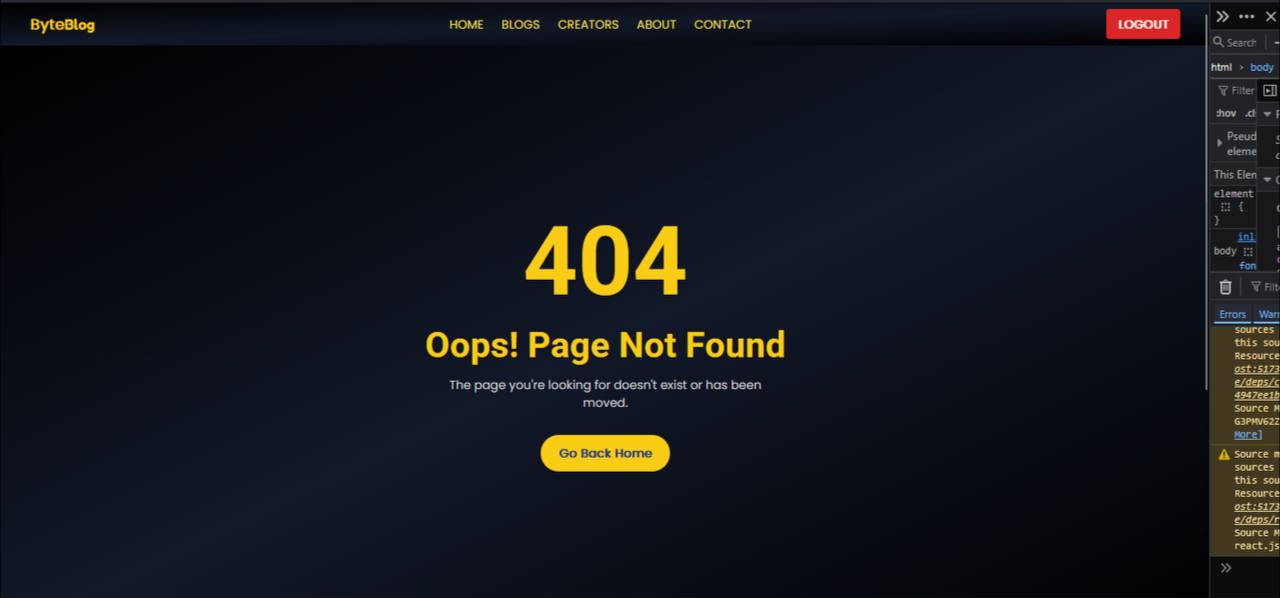 ByteBlog
HOME BLOGS CREATORS ABOUT CONTACT
LOGOUT
404
Oops! Page Not Found
The page you're looking for doesn't exist or has been
moved.
Go Back Home
Search
html › body
Filter
:hov .cl
Pseud
eleme
This Elem
element
{
}
inl
body
fon
Filt
Errors Warn
sources
this sou
Resource
ost:5173
e/deps/c
4947ee1b
Source M
G3PMV62Z
More]
Source m
sources
this sou
Resource
ost:5173
e/deps/r
Source M
react.js